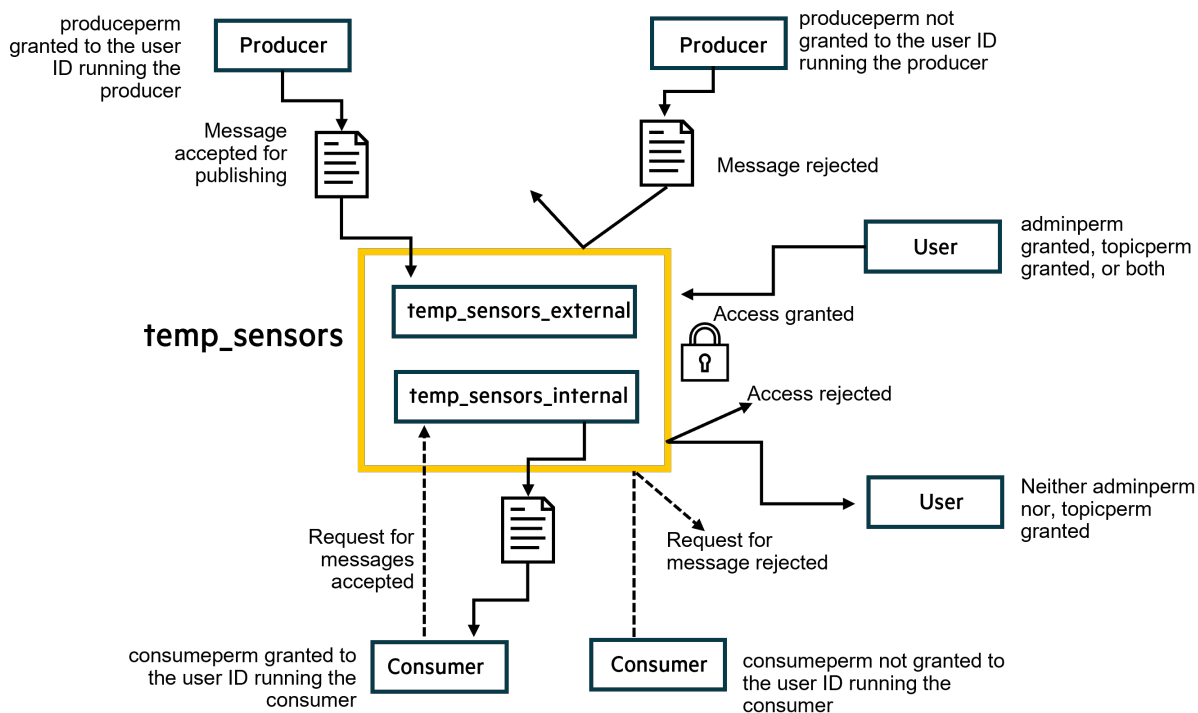 produceperm
granted to the user
ID running the
producer
Producer
Producer
produceperm not
granted to the user ID
running the producer
Message
accepted for
publishing
Message rejected
User
adminperm
granted, topicperm
granted, or both
temp_sensors
temp_sensors_external
Access granted
temp_sensors_internal
Access rejected
User
Neither adminperm
nor, topicperm
granted
Request for
messages
accepted
Request for
message rejected
consumeperm granted to
the user ID running the
consumer
Consumer
Consumer
consumeperm not granted to
the user ID running the
consumer